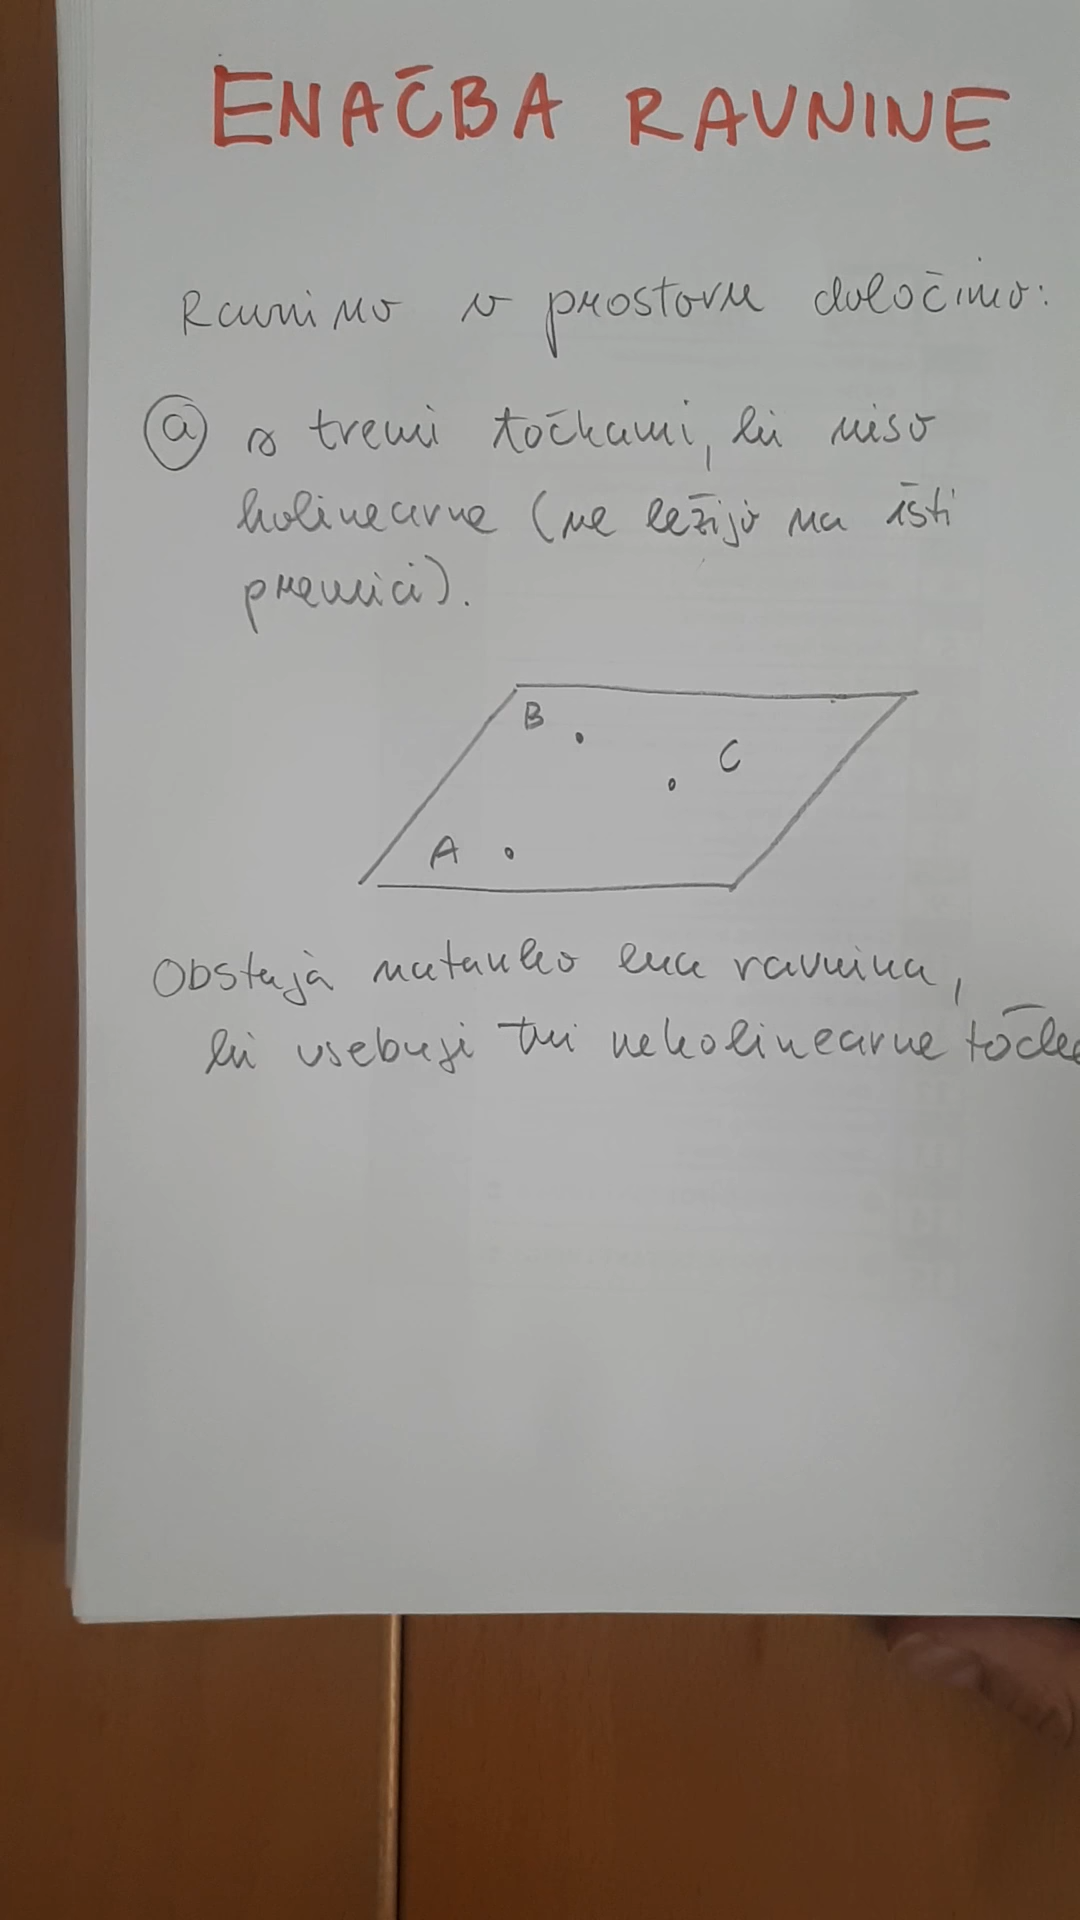 ENAČBA RAVNINE
Ravnino v prostoru določimo:
a s tremi točkami, ki niso
kolinearne (ne ležijo na isti
premici).
B
C
A
Obstaja natanko ena ravnina,
ki vsebuje tri nekolinearne točke